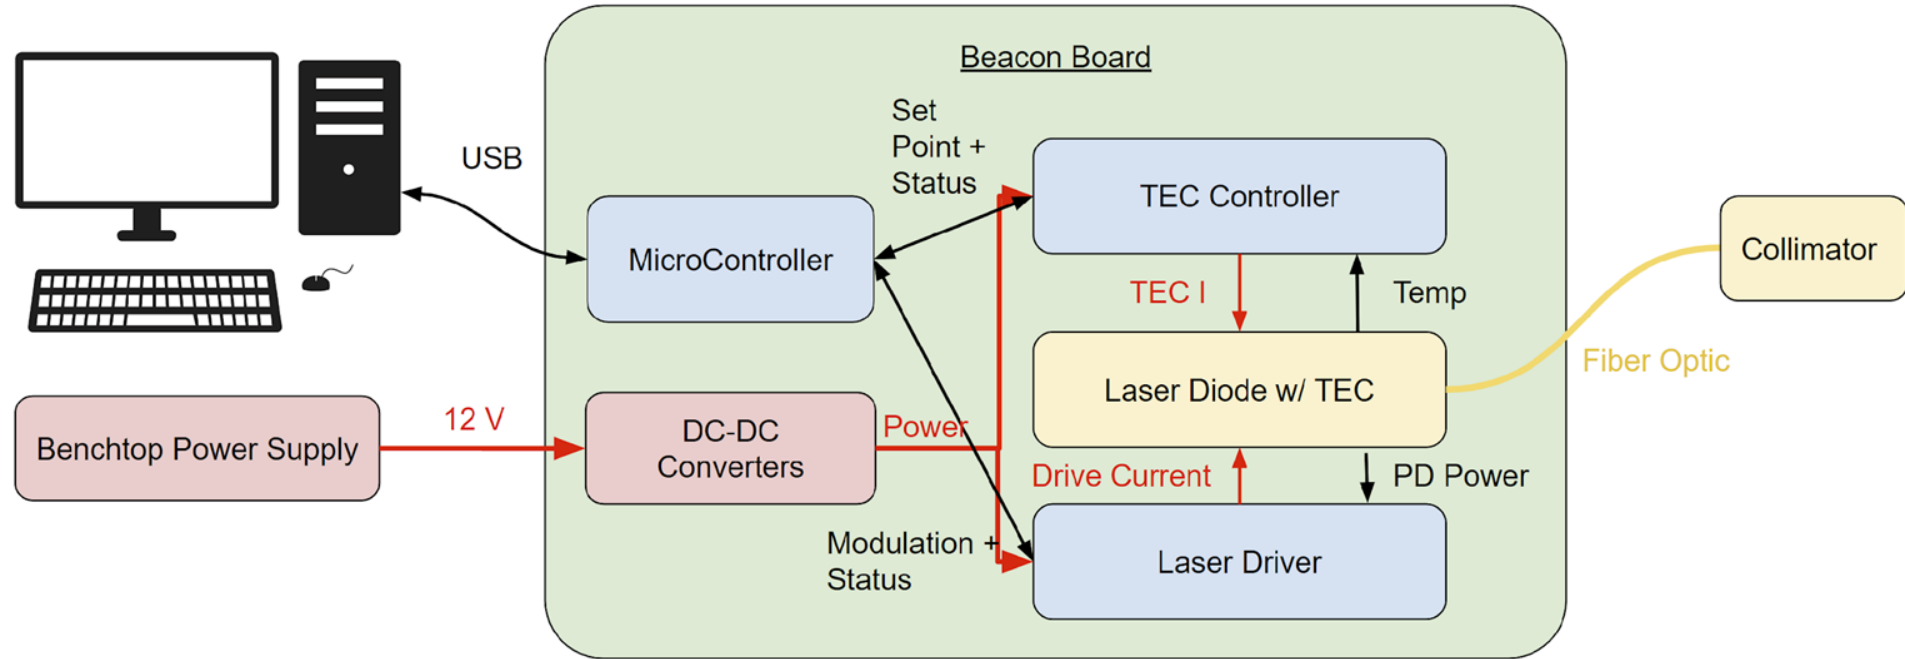 Beacon Board
Set
Point +
Status
USB
TEC Controller
MicroController
Collimator
TEC I
Temp
Fiber Optic
Laser Diode w/ TEC
12 V
Benchtop Power Supply
DC-DC
Converters
Power
Drive Current
PD Power
Modulation +
Status
Laser Driver